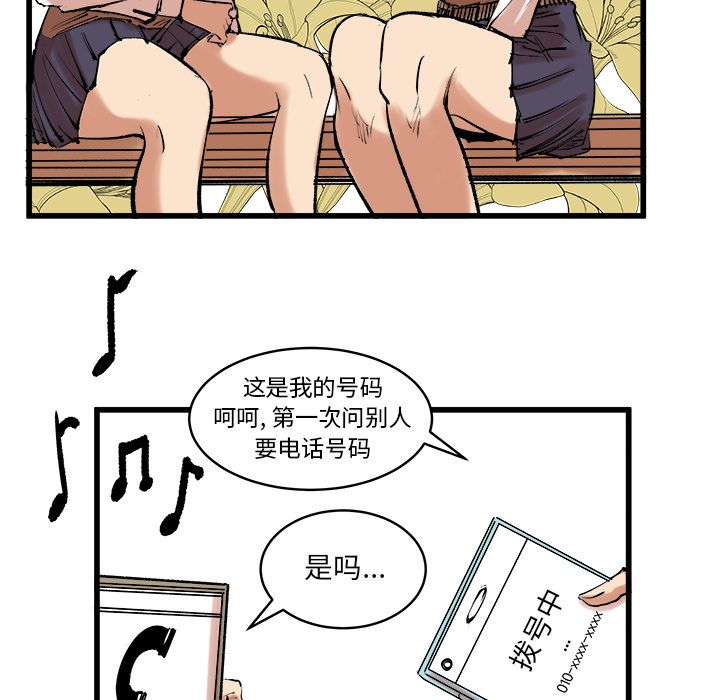 这是我的号码
呵呵, 第一次问别人
要电话号码
是吗...
拨号中
...
010-xxxx-xxxx